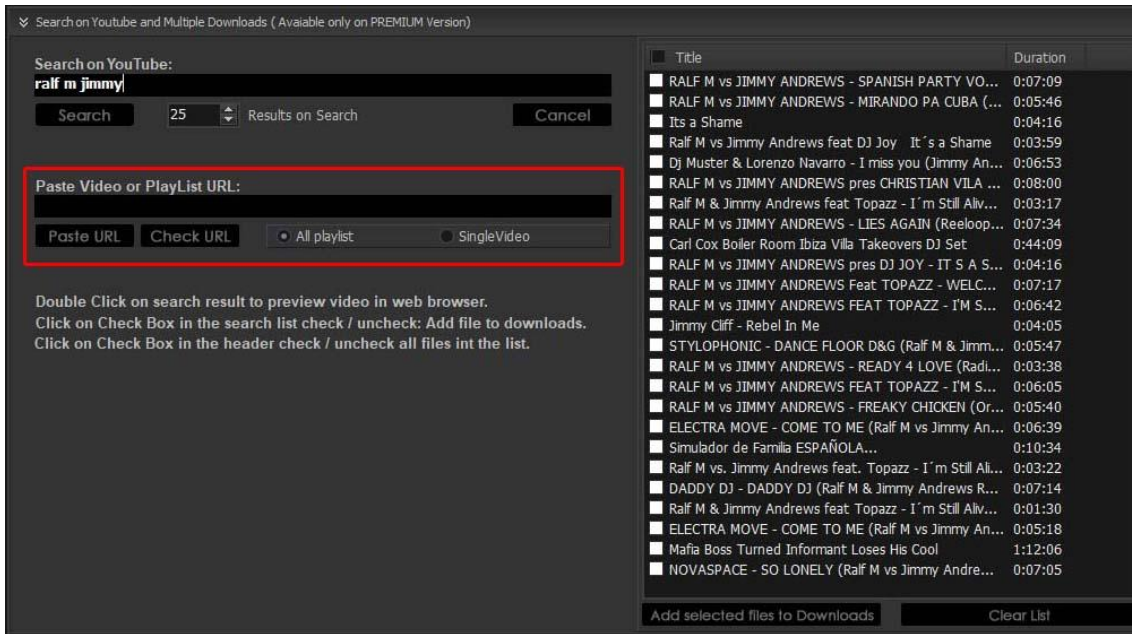 Search on Youtube and Multiple Downloads ( Avaiable only on PREMIUM Version)
Search on YouTube:
ralf m jimmy
Search
25
Results on Search
Cancel
Paste Video or PlayList URL:
Paste URL
Check URL
All playlist
SingleVideo
Double Click on search result to preview video in web browser.
Click on Check Box in the search list check / uncheck: Add file to downloads.
Click on Check Box in the header check / uncheck all files int the list.
Title Duration
RALF M vs JIMMY ANDREWS - SPANISH PARTY VO... 0:07:09
RALF M vs JIMMY ANDREWS - MIRANDO PA CUBA (... 0:05:46
Its a Shame 0:04:16
Ralf M vs Jimmy Andrews feat DJ Joy It´s a Shame 0:03:59
Dj Muster & Lorenzo Navarro - I miss you (Jimmy An... 0:06:53
RALF M vs JIMMY ANDREWS pres CHRISTIAN VILA ... 0:08:00
Ralf M & Jimmy Andrews feat Topazz - I´m Still Aliv... 0:03:17
RALF M vs JIMMY ANDREWS - LIES AGAIN (Reeloop... 0:07:34
Carl Cox Boiler Room Ibiza Villa Takeovers DJ Set 0:44:09
RALF M vs JIMMY ANDREWS pres DJ JOY - IT S A S... 0:04:16
RALF M vs JIMMY ANDREWS Feat TOPAZZ - WELC... 0:07:17
RALF M vs JIMMY ANDREWS FEAT TOPAZZ - I'M S... 0:06:42
Jimmy Cliff - Rebel In Me 0:04:05
STYLOPHONIC - DANCE FLOOR D&G (Ralf M & Jimm... 0:05:47
RALF M vs JIMMY ANDREWS - READY 4 LOVE (Radi... 0:03:38
RALF M vs JIMMY ANDREWS FEAT TOPAZZ - I'M S... 0:06:05
RALF M vs JIMMY ANDREWS - FREAKY CHICKEN (Or... 0:05:40
ELECTRA MOVE - COME TO ME (Ralf M vs Jimmy An... 0:06:39
Simulador de Familia ESPAÑOLA... 0:10:34
Ralf M vs. Jimmy Andrews feat. Topazz - I´m Still Ali... 0:03:22
DADDY DJ - DADDY DJ (Ralf M & Jimmy Andrews R... 0:07:14
Ralf M & Jimmy Andrews feat Topazz - I´m Still Aliv... 0:01:30
ELECTRA MOVE - COME TO ME (Ralf M vs Jimmy An... 0:05:18
Mafia Boss Turned Informant Loses His Cool 1:12:06
NOVASPACE - SO LONELY (Ralf M vs Jimmy Andre... 0:07:05
Add selected files to Downloads
Clear List